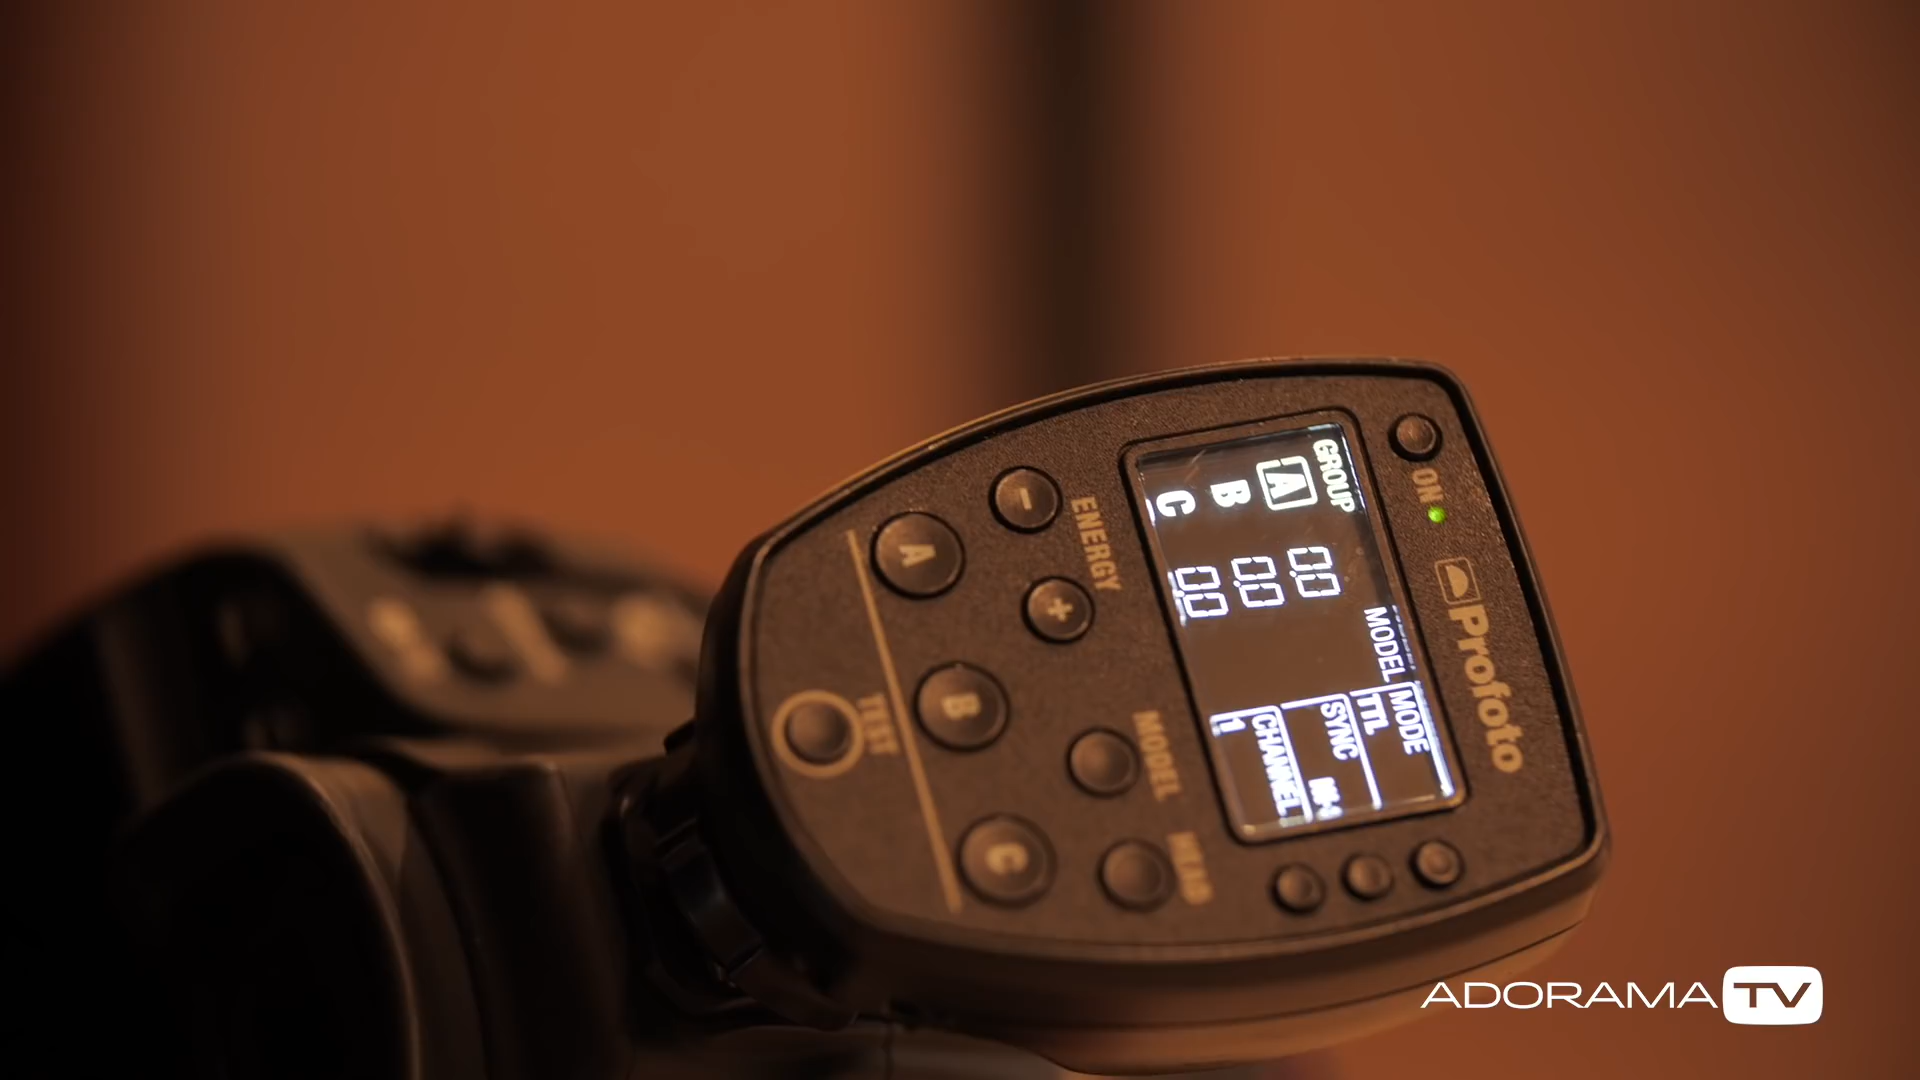 ON
Profoto
GROUP
MODEL
MODE
A 0.0
TTL
B 0.0
SYNC
C 0.0
CHANNEL
1
ENERGY
- +
MODEL
HEAD
A
B
C
TEST
ADORAMA TV